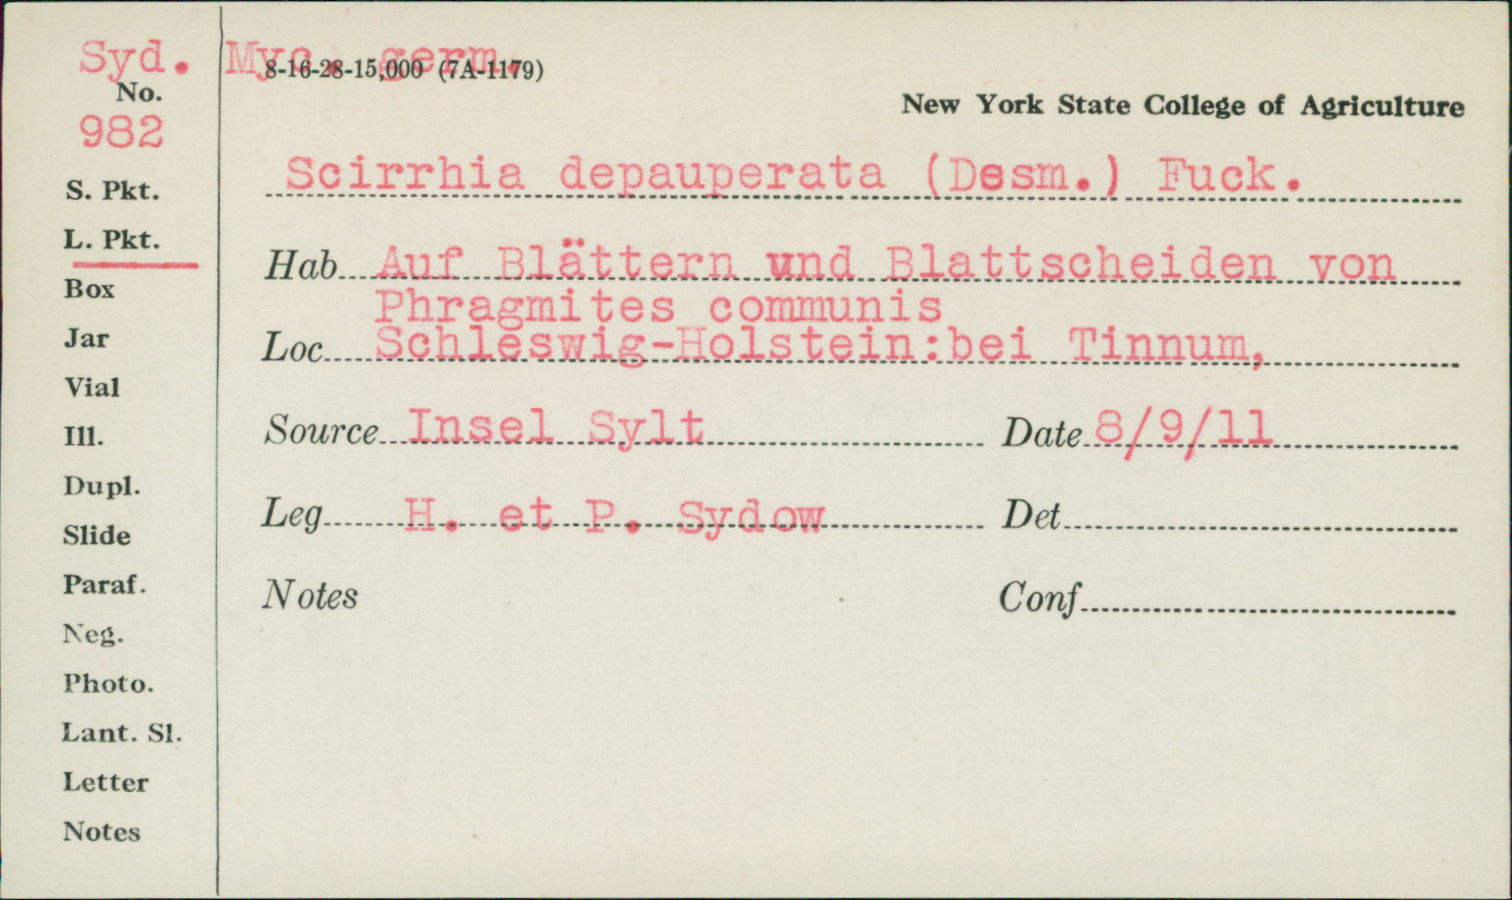 Syd. Myc. germ.
8-16-28-15,000 (7A-1179)
No.
982
New York State College of Agriculture
Scirrhia depauperata (Desm.) Fuck.
S. Pkt.
L. Pkt.
Box
Jar
Vial
Ill.
Dupl.
Slide
Paraf.
Neg.
Photo.
Lant. Sl.
Letter
Notes
Hab Auf Blättern und Blattscheiden von
Phragmites communis
Loc Schleswig-Holstein:bei Tinnum,
Source Insel Sylt Date 8/9/11
Leg H. et P. Sydow Det
Notes Conf